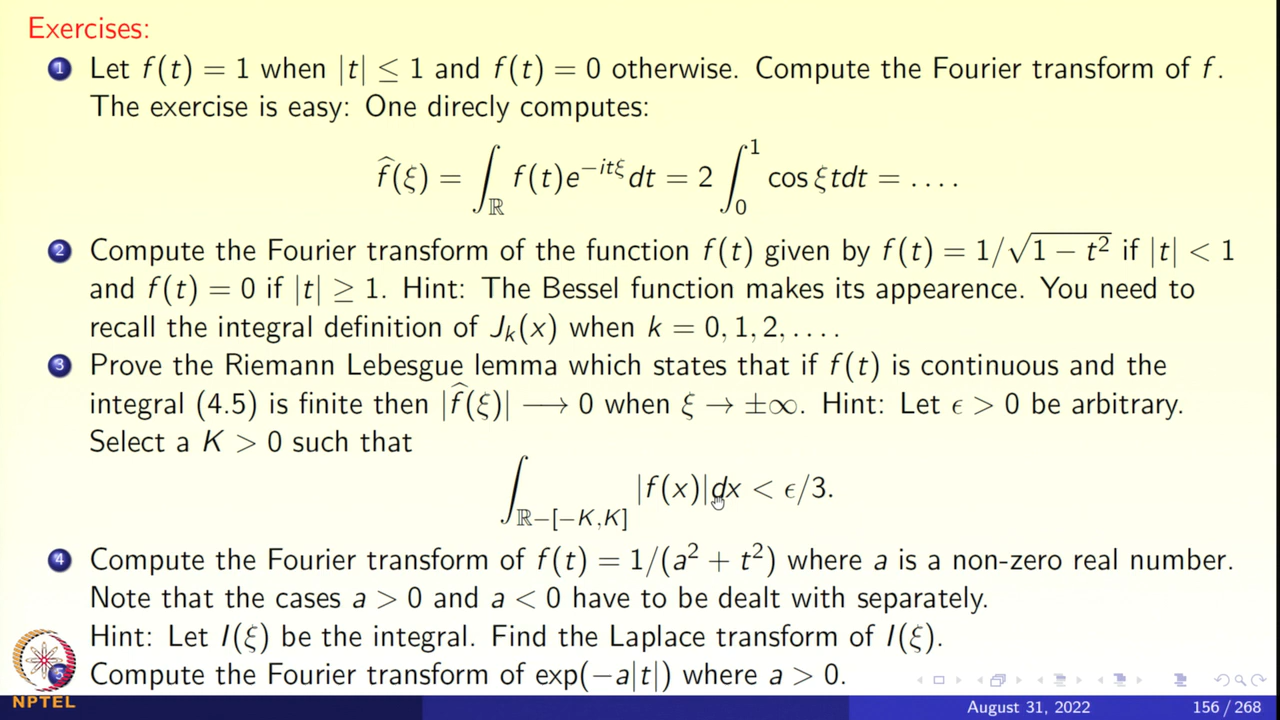 Exercises:
1 Let f(t) = 1 when |t| ≤ 1 and f(t) = 0 otherwise. Compute the Fourier transform of f.
The exercise is easy: One direcly computes:
f̂(ξ) = ∫_ℝ f(t)e^{−itξ}dt = 2 ∫_0^1 cos ξtdt = ....
2 Compute the Fourier transform of the function f(t) given by f(t) = 1/√(1 − t²) if |t| < 1
and f(t) = 0 if |t| ≥ 1. Hint: The Bessel function makes its appearence. You need to
recall the integral definition of J_k(x) when k = 0, 1, 2, ....
3 Prove the Riemann Lebesgue lemma which states that if f(t) is continuous and the
integral (4.5) is finite then |f̂(ξ)| ⟶ 0 when ξ → ±∞. Hint: Let ϵ > 0 be arbitrary.
Select a K > 0 such that
∫_{ℝ−[−K,K]} |f(x)|dx < ϵ/3.
4 Compute the Fourier transform of f(t) = 1/(a² + t²) where a is a non-zero real number.
Note that the cases a > 0 and a < 0 have to be dealt with separately.
Hint: Let I(ξ) be the integral. Find the Laplace transform of I(ξ).
5 Compute the Fourier transform of exp(−a|t|) where a > 0.
NPTEL
August 31, 2022 156 / 268